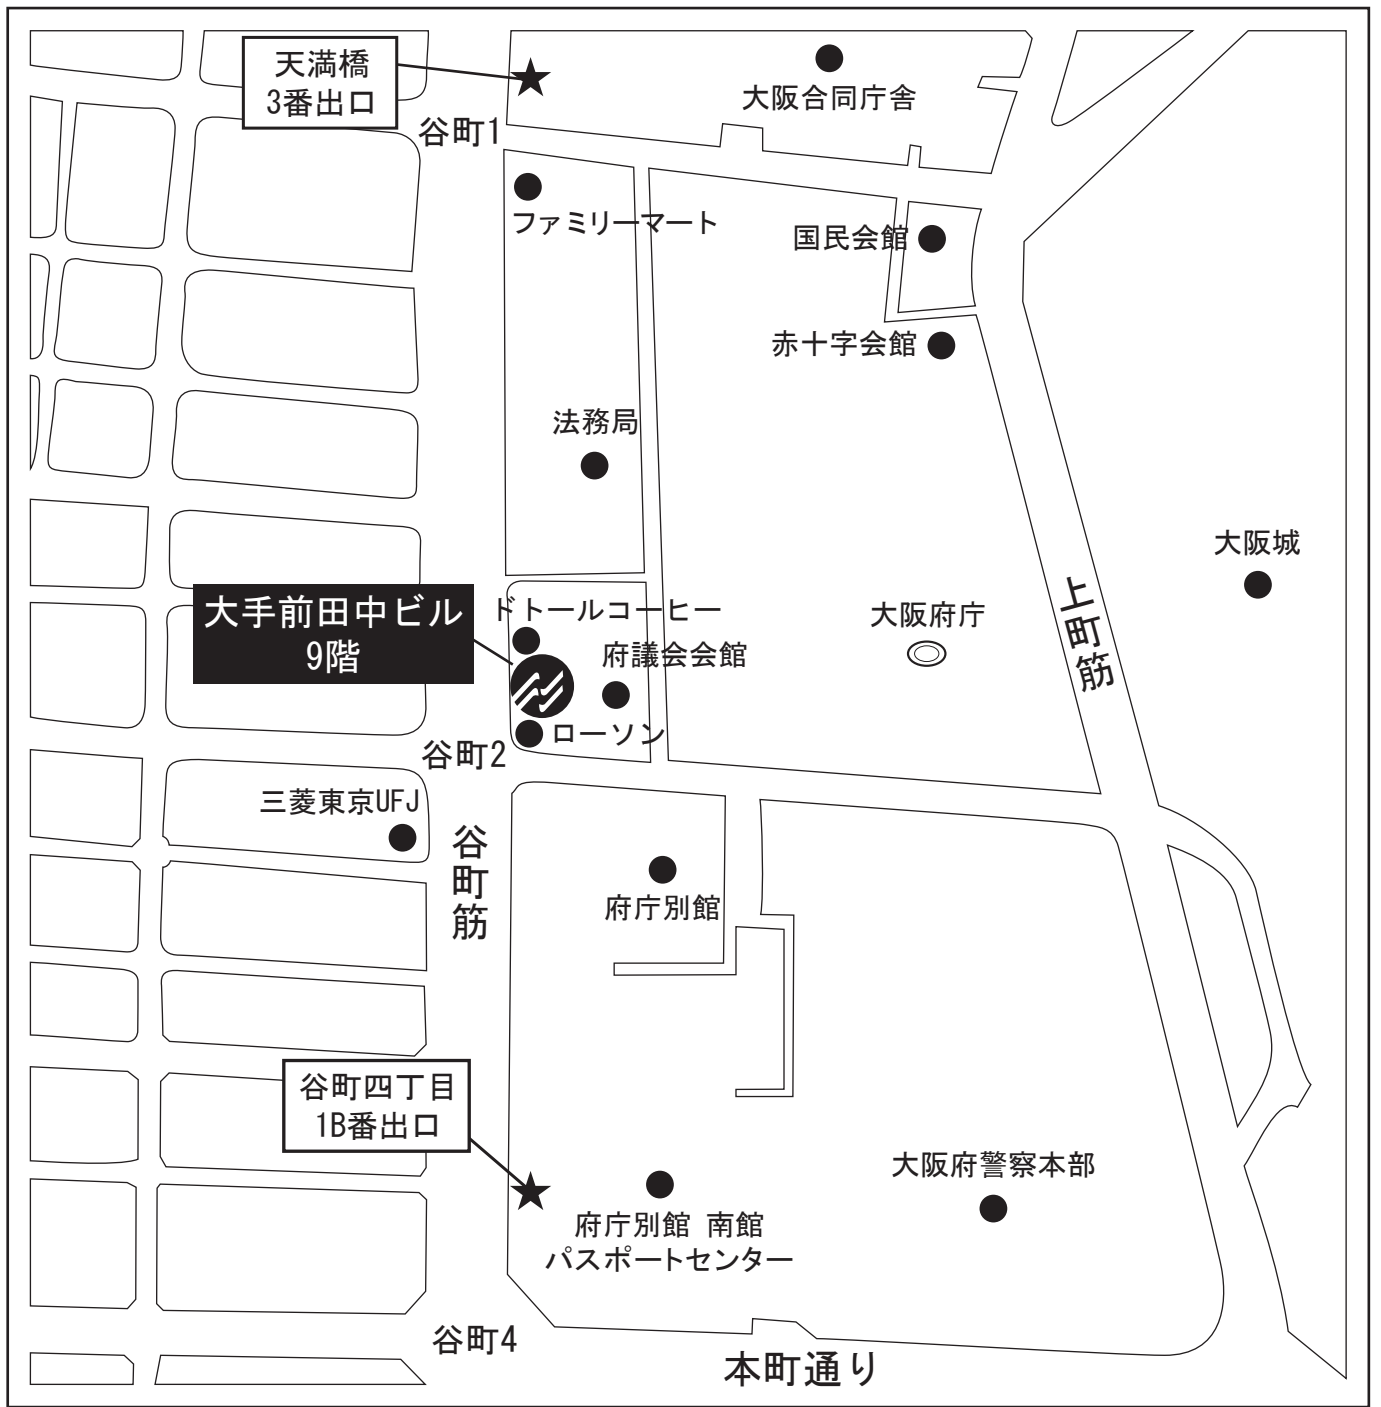 天満橋
3番出口
大阪合同庁舎
谷町1
ファミリーマート
国民会館
赤十字会館
法務局
大阪城
上町筋
大手前田中ビル
9階
ドトールコーヒー
大阪府庁
府議会会館
ローソン
谷町2
三菱東京UFJ
谷町筋
府庁別館
谷町四丁目
1B番出口
大阪府警察本部
府庁別館 南館
パスポートセンター
谷町4
本町通り